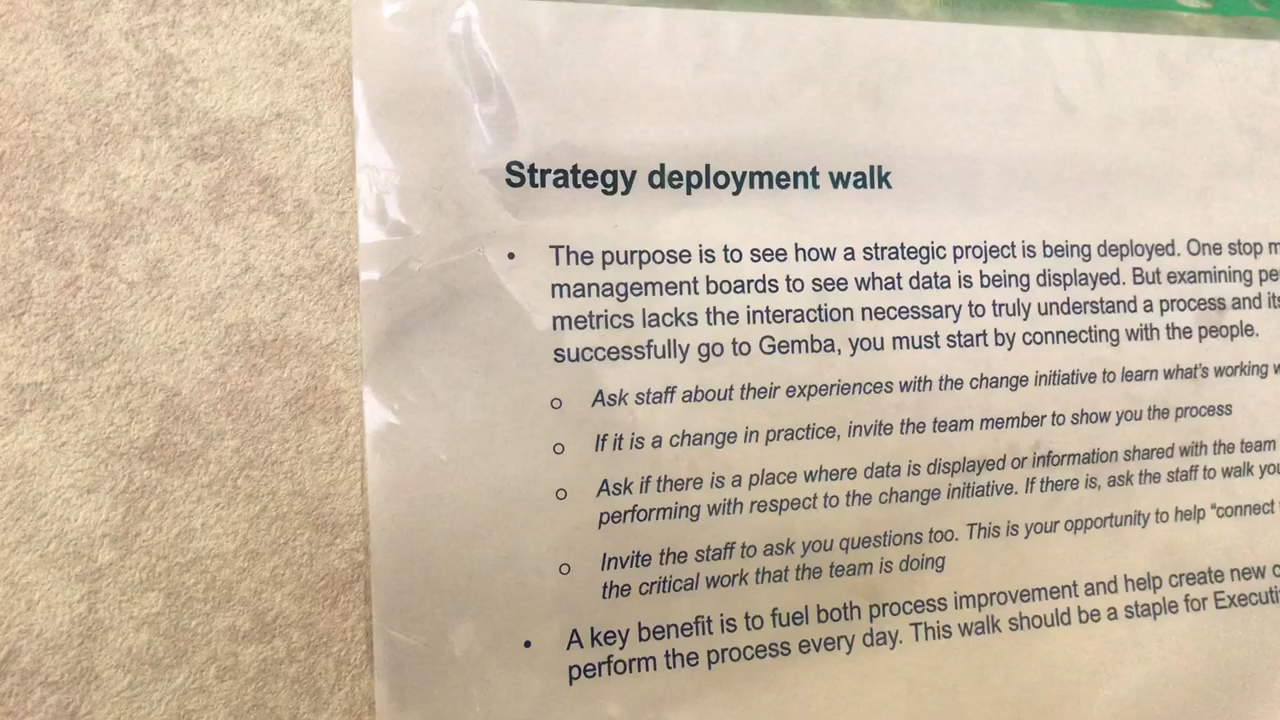 Strategy deployment walk
• The purpose is to see how a strategic project is being deployed. One stop
management boards to see what data is being displayed. But examining
metrics lacks the interaction necessary to truly understand a process and
successfully go to Gemba, you must start by connecting with the people.
o Ask staff about their experiences with the change initiative to learn what's working
o If it is a change in practice, invite the team member to show you the process
o Ask if there is a place where data is displayed or information shared with the team
performing with respect to the change initiative. If there is, ask the staff to walk
o Invite the staff to ask you questions too. This is your opportunity to help “connect
the critical work that the team is doing
• A key benefit is to fuel both process improvement and help create new
perform the process every day. This walk should be a staple for